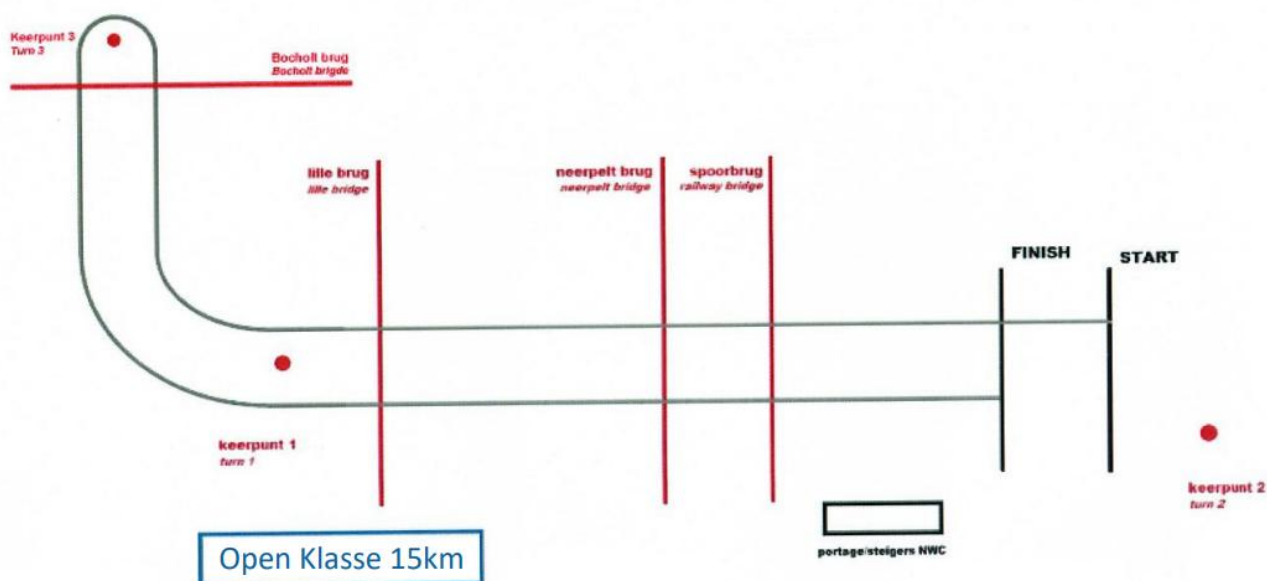 Keerpunt 3
Turn 3
Bocholt brug
Bocholt brigde
lille brug
lille bridge
neerpelt brug
neerpelt bridge
spoorbrug
railway bridge
FINISH
START
keerpunt 1
turn 1
keerpunt 2
turn 2
portage/steigers NWC
Open Klasse 15km